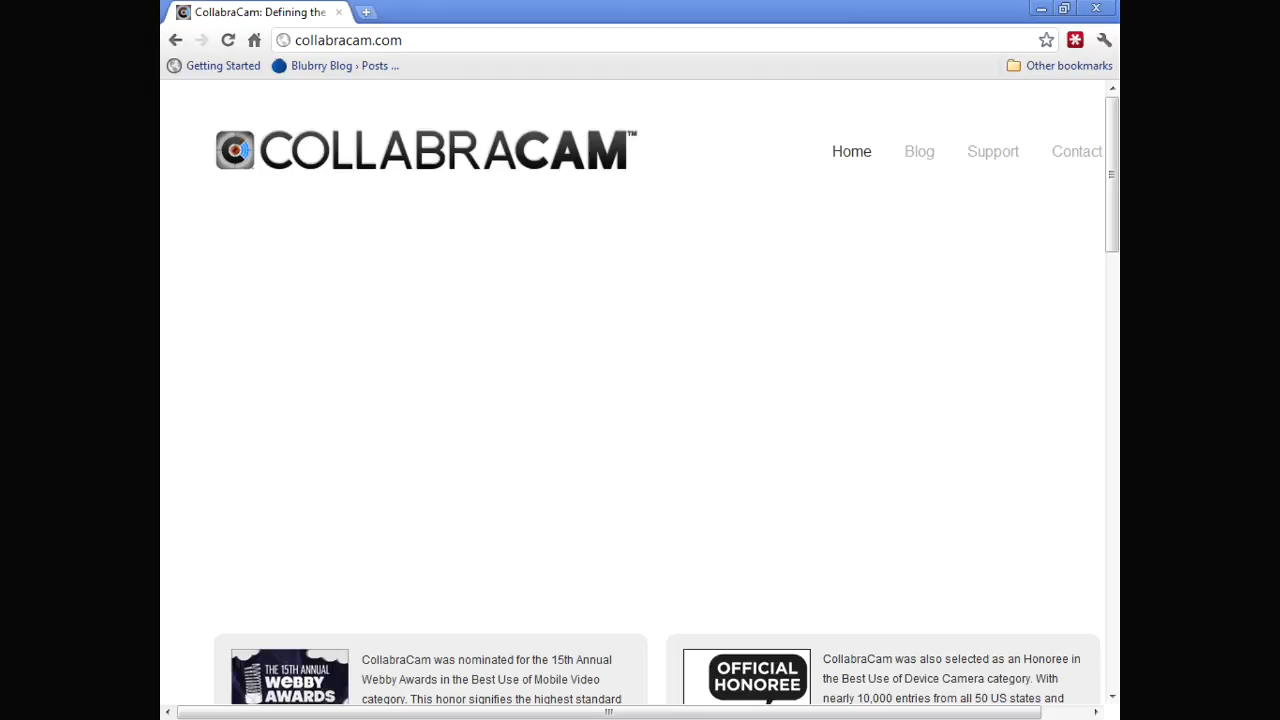 CollabraCam: Defining the
collabracam.com
Getting Started
Blubrry Blog › Posts ...
Other bookmarks
COLLABRACAM™
Home
Blog
Support
Contact
THE 15TH ANNUAL
WEBBY
AWARDS
CollabraCam was nominated for the 15th Annual
Webby Awards in the Best Use of Mobile Video
category. This honor signifies the highest standard
OFFICIAL
HONOREE
CollabraCam was also selected as an Honoree in
the Best Use of Device Camera category. With
nearly 10,000 entries from all 50 US states and